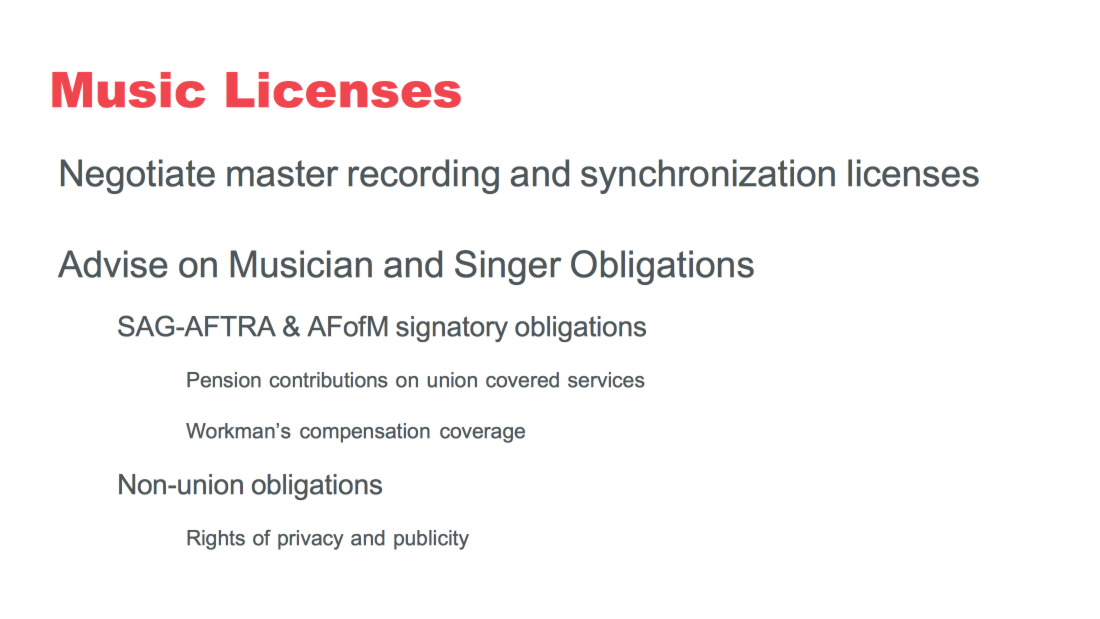 Music Licenses
Negotiate master recording and synchronization licenses
Advise on Musician and Singer Obligations
SAG-AFTRA & AFofM signatory obligations
Pension contributions on union covered services
Workman’s compensation coverage
Non-union obligations
Rights of privacy and publicity